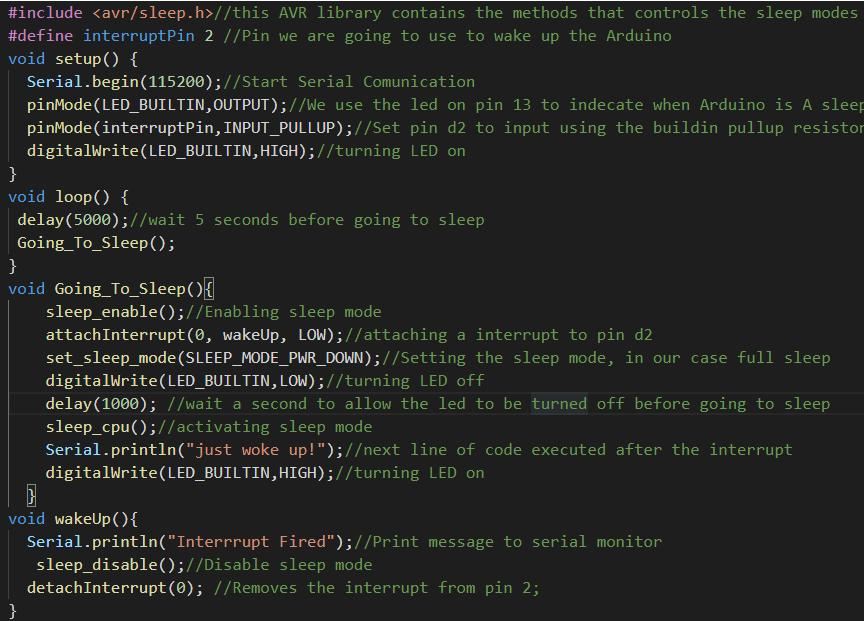 #include <avr/sleep.h>//this AVR library contains the methods that controls the sleep modes
#define interruptPin 2 //Pin we are going to use to wake up the Arduino
void setup() {
  Serial.begin(115200);//Start Serial Comunication
  pinMode(LED_BUILTIN,OUTPUT);//We use the led on pin 13 to indecate when Arduino is A sleep
  pinMode(interruptPin,INPUT_PULLUP);//Set pin d2 to input using the buildin pullup resistor
  digitalWrite(LED_BUILTIN,HIGH);//turning LED on
}
void loop() {
 delay(5000);//wait 5 seconds before going to sleep
 Going_To_Sleep();
}
void Going_To_Sleep(){
    sleep_enable();//Enabling sleep mode
    attachInterrupt(0, wakeUp, LOW);//attaching a interrupt to pin d2
    set_sleep_mode(SLEEP_MODE_PWR_DOWN);//Setting the sleep mode, in our case full sleep
    digitalWrite(LED_BUILTIN,LOW);//turning LED off
    delay(1000); //wait a second to allow the led to be turned off before going to sleep
    sleep_cpu();//activating sleep mode
    Serial.println("just woke up!");//next line of code executed after the interrupt
    digitalWrite(LED_BUILTIN,HIGH);//turning LED on
  }
void wakeUp(){
  Serial.println("Interrrupt Fired");//Print message to serial monitor
   sleep_disable();//Disable sleep mode
  detachInterrupt(0); //Removes the interrupt from pin 2;
}